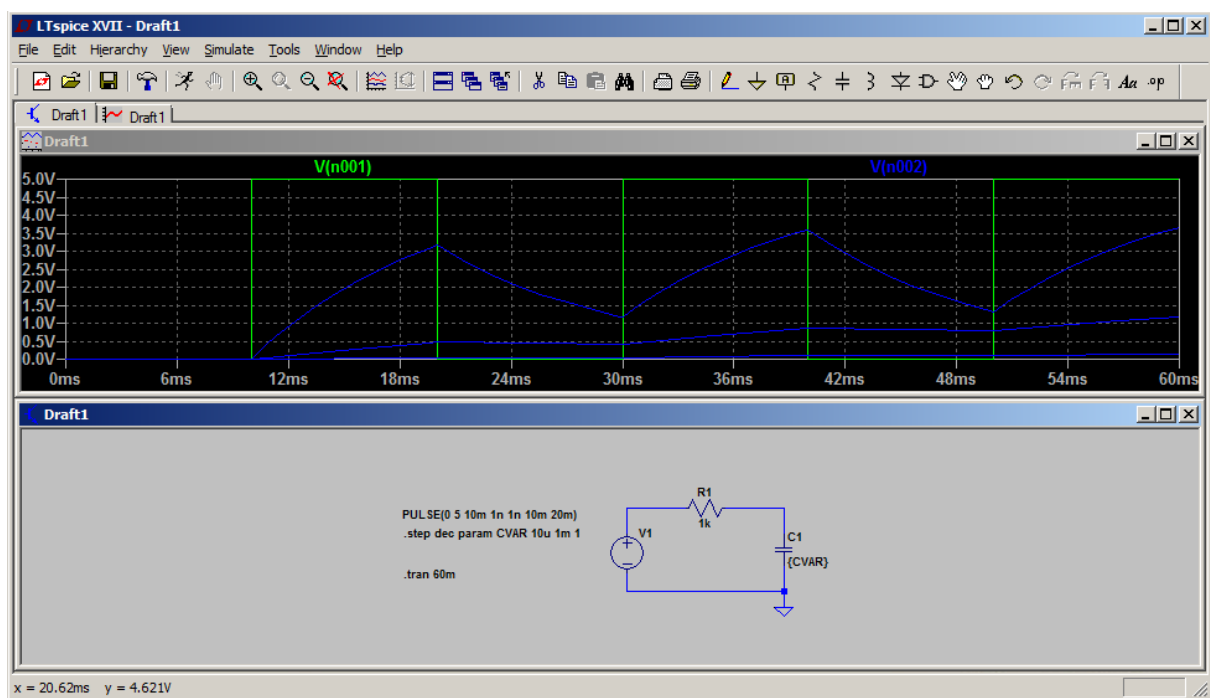 LTspice XVII - Draft1
File Edit Hierarchy View Simulate Tools Window Help
Aa .op
Draft1 Draft1
Draft1
V(n001) V(n002)
5.0V
4.5V
4.0V
3.5V
3.0V
2.5V
2.0V
1.5V
1.0V
0.5V
0.0V
0ms 6ms 12ms 18ms 24ms 30ms 36ms 42ms 48ms 54ms 60ms
Draft1
R1
1k
PULSE(0 5 10m 1n 1n 10m 20m)
.step dec param CVAR 10u 1m 1
V1
C1
{CVAR}
.tran 60m
x = 20.62ms y = 4.621V